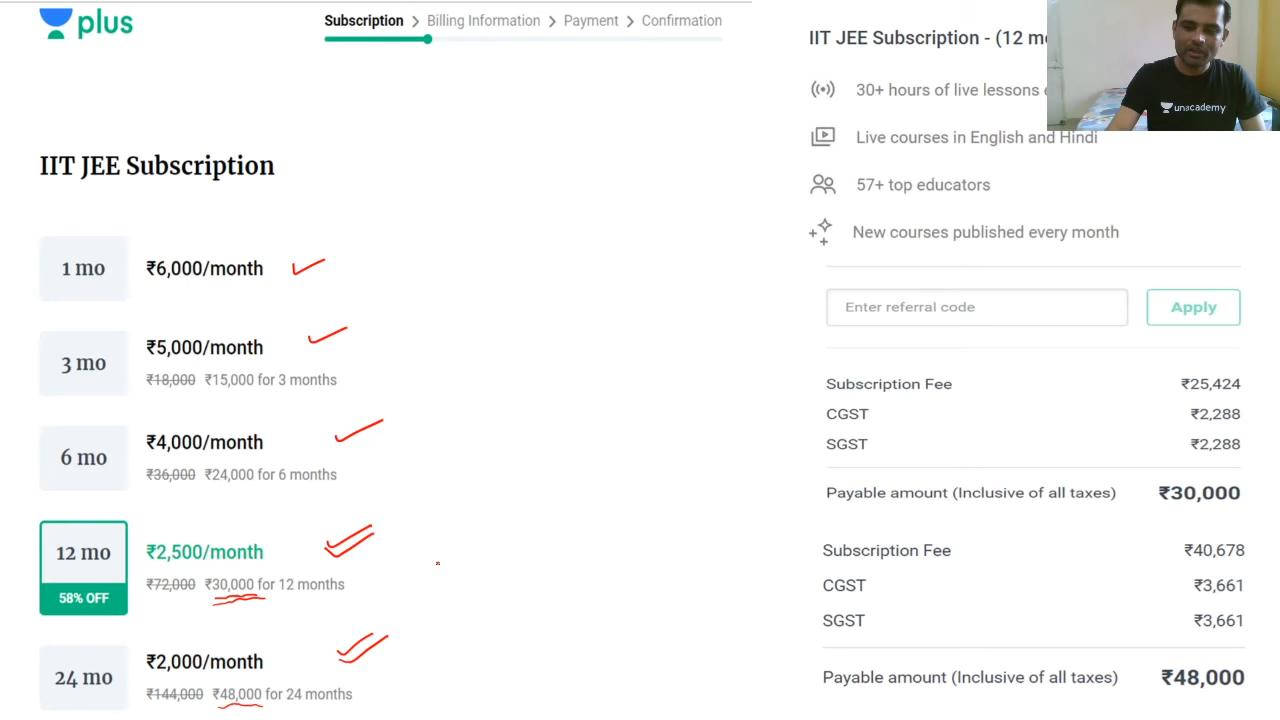 plus
Subscription > Billing Information > Payment > Confirmation
IIT JEE Subscription
1 mo
₹6,000/month
3 mo
₹5,000/month
₹18,000 ₹15,000 for 3 months
6 mo
₹4,000/month
₹36,000 ₹24,000 for 6 months
12 mo
58% OFF
₹2,500/month
₹72,000 ₹30,000 for 12 months
24 mo
₹2,000/month
₹144,000 ₹48,000 for 24 months
IIT JEE Subscription - (12
30+ hours of live lessons
Live courses in English and Hindi
57+ top educators
New courses published every month
unacademy
Enter referral code
Apply
Subscription Fee ₹25,424
CGST ₹2,288
SGST ₹2,288
Payable amount (Inclusive of all taxes) ₹30,000
Subscription Fee ₹40,678
CGST ₹3,661
SGST ₹3,661
Payable amount (Inclusive of all taxes) ₹48,000